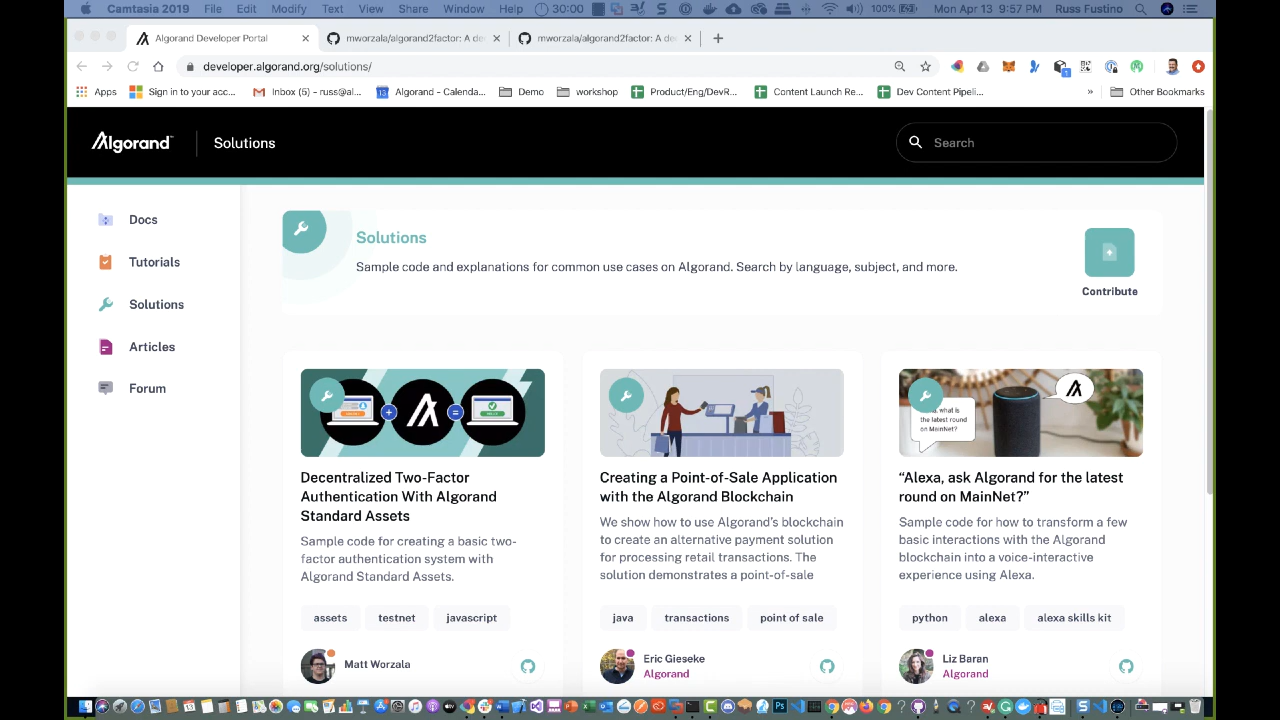 Camtasia 2019 File Edit Modify Text View Share Window Help 30:00 100% Mon Apr 13 9:57 PM Russ Fustino
Algorand Developer Portal mworzala/algorand2factor: A de mworzala/algorand2factor: A de
developer.algorand.org/solutions/
Apps Sign in to your acc... Inbox (5) - russ@al... Algorand - Calenda... Demo workshop Product/Eng/DevR... Content Launch Re... Dev Content Pipeli... » Other Bookmarks
Algorand Solutions Search
Docs
Tutorials
Solutions
Articles
Forum
Solutions
Sample code and explanations for common use cases on Algorand. Search by language, subject, and more.
Contribute
Decentralized Two-Factor
Authentication With Algorand
Standard Assets
Sample code for creating a basic two-
factor authentication system with
Algorand Standard Assets.
assets testnet javascript
Matt Worzala
Creating a Point-of-Sale Application
with the Algorand Blockchain
We show how to use Algorand's blockchain
to create an alternative payment solution
for processing retail transactions. The
solution demonstrates a point-of-sale
java transactions point of sale
Eric Gieseke
Algorand
what is
the latest
round on
MainNet?"
"Alexa, ask Algorand for the latest
round on MainNet?"
Sample code for how to transform a few
basic interactions with the Algorand
blockchain into a voice-interactive
experience using Alexa.
python alexa alexa skills kit
Liz Baran
Algorand